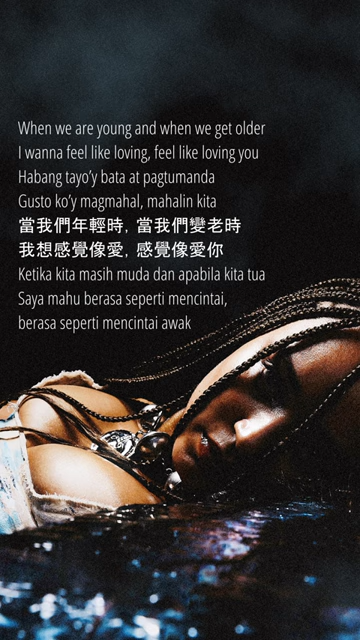 When we are young and when we get older
I wanna feel like loving, feel like loving you
Habang tayo’y bata at pagtumanda
Gusto ko’y magmahal, mahalin kita
當我們年輕時，當我們變老時
我想感覺像愛，感覺像愛你
Ketika kita masih muda dan apabila kita tua
Saya mahu berasa seperti mencintai,
berasa seperti mencintai awak